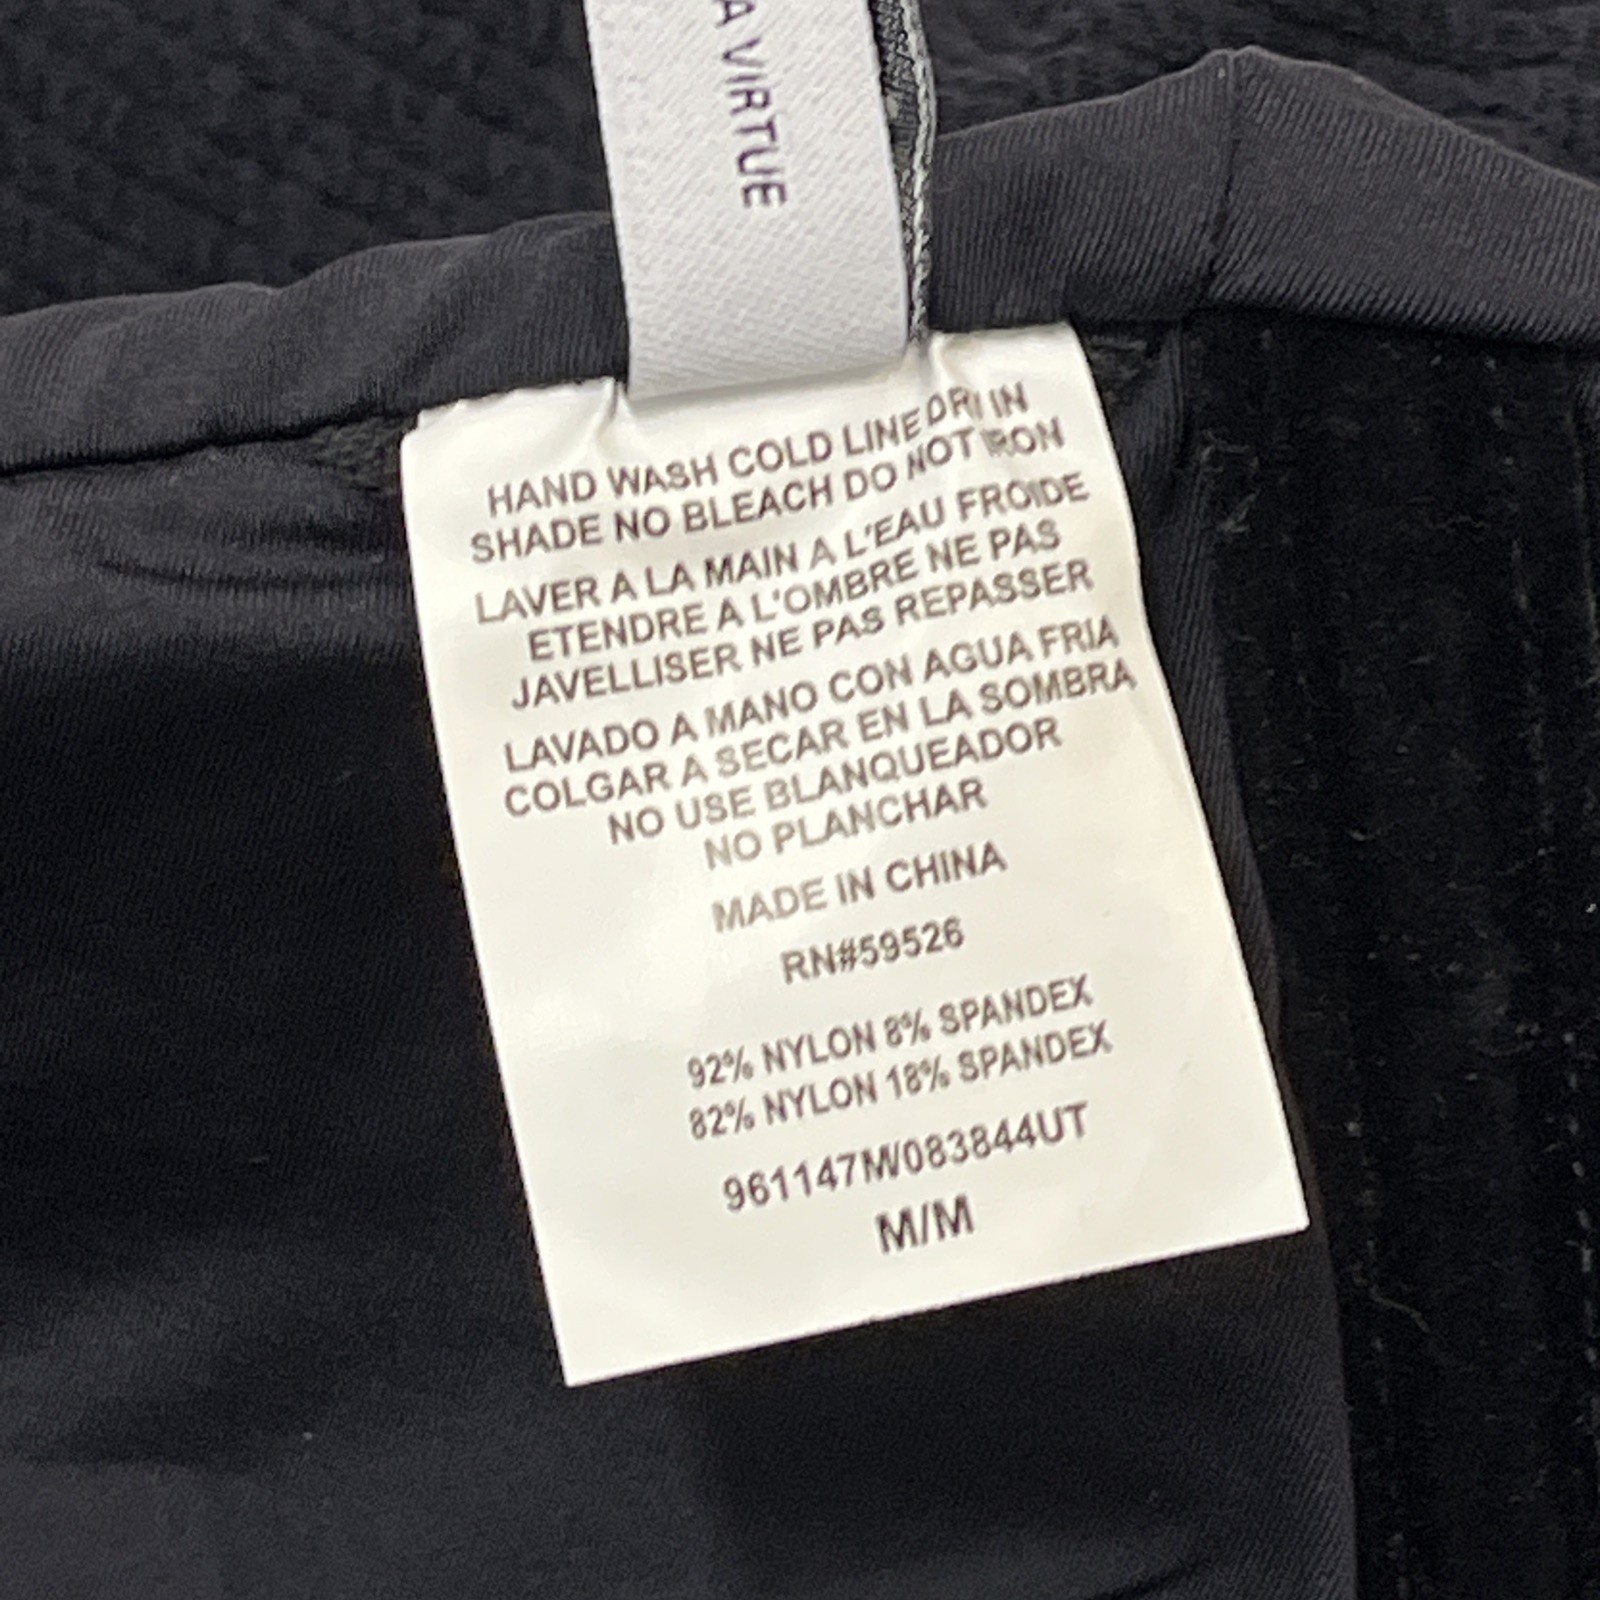 A VIRTUE
HAND WASH COLD LINE DRY IN
SHADE NO BLEACH DO NOT IRON
LAVER A LA MAIN A L'EAU FROIDE
ETENDRE A L'OMBRE NE PAS
JAVELLISER NE PAS REPASSER
LAVADO A MANO CON AGUA FRIA
COLGAR A SECAR EN LA SOMBRA
NO USE BLANQUEADOR
NO PLANCHAR
MADE IN CHINA
RN#59526
92% NYLON 8% SPANDEX
82% NYLON 18% SPANDEX
961147M/083844UT
M/M